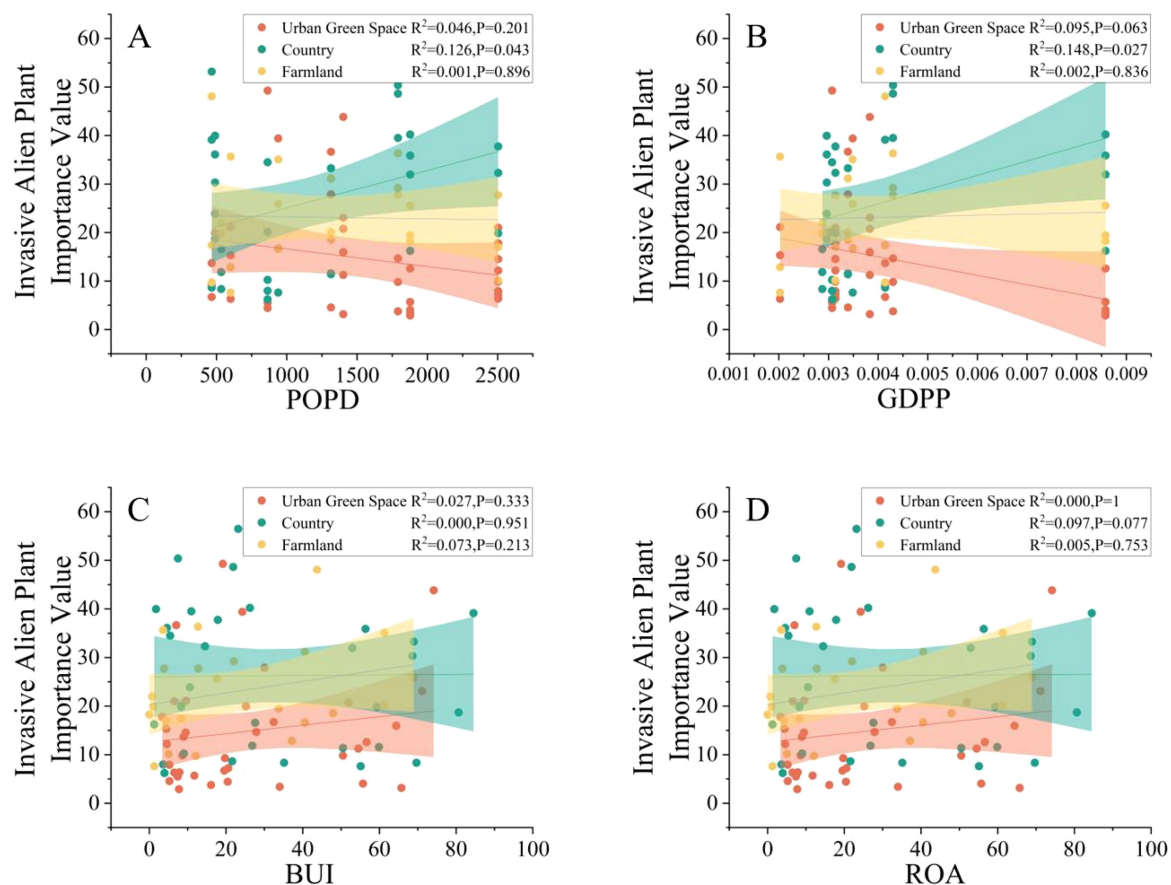 A
Urban Green Space R²=0.046,P=0.201
Country R²=0.126,P=0.043
Farmland R²=0.001,P=0.896
Invasive Alien Plant
Importance Value
60
50
40
30
20
10
0
0 500 1000 1500 2000 2500
POPD
B
Urban Green Space R²=0.095,P=0.063
Country R²=0.148,P=0.027
Farmland R²=0.002,P=0.836
Invasive Alien Plant
Importance Value
60
50
40
30
20
10
0
0.001 0.002 0.003 0.004 0.005 0.006 0.007 0.008 0.009
GDPP
C
Urban Green Space R²=0.027,P=0.333
Country R²=0.000,P=0.951
Farmland R²=0.073,P=0.213
Invasive Alien Plant
Importance Value
60
50
40
30
20
10
0
0 20 40 60 80 100
BUI
D
Urban Green Space R²=0.000,P=1
Country R²=0.097,P=0.077
Farmland R²=0.005,P=0.753
Invasive Alien Plant
Importance Value
60
50
40
30
20
10
0
0 20 40 60 80 100
ROA